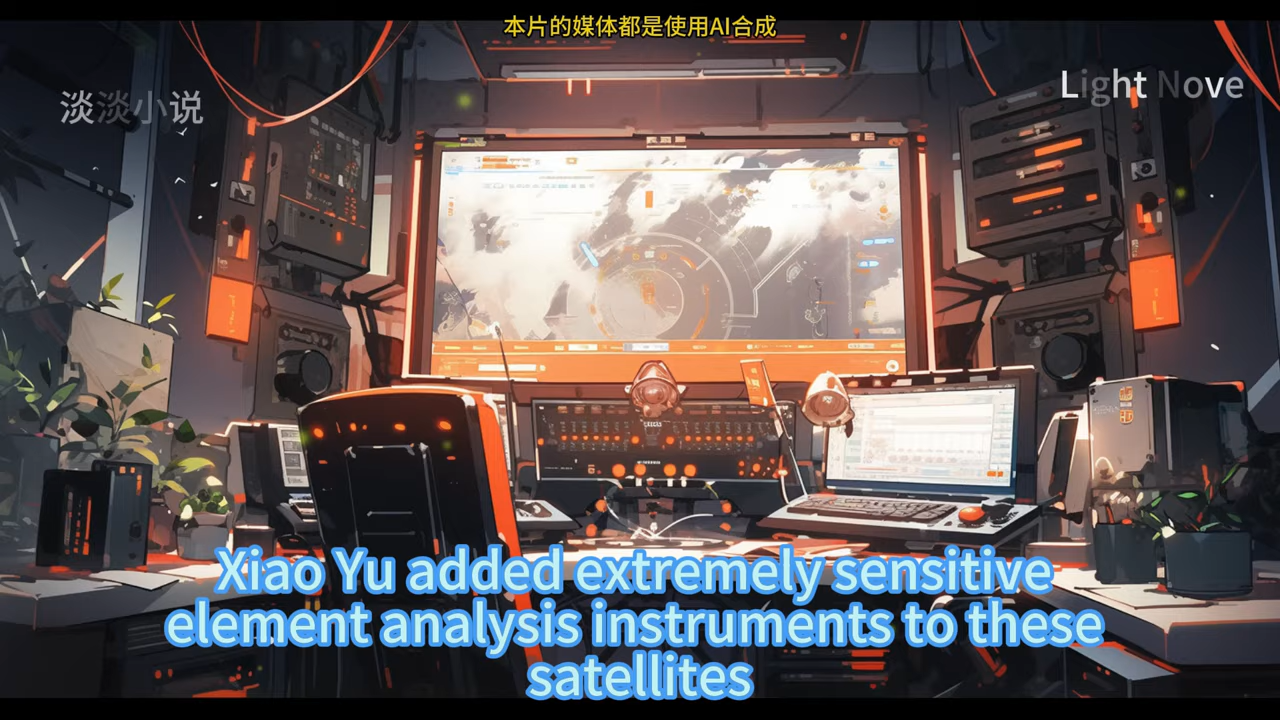 本片的媒体都是使用AI合成
淡淡小说
Light Nove
Xiao Yu added extremely sensitive
element analysis instruments to these
satellites